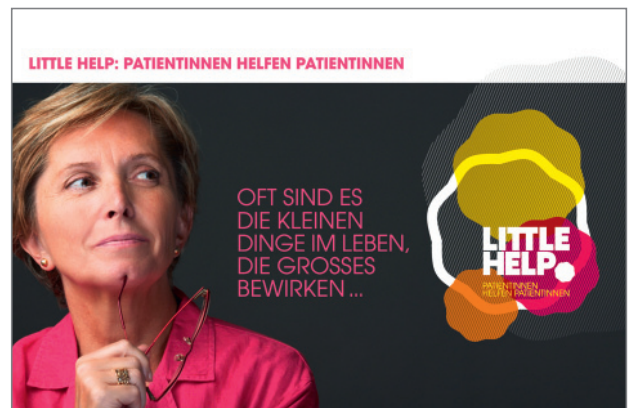 LITTLE HELP: PATIENTINNEN HELFEN PATIENTINNEN
OFT SIND ES
DIE KLEINEN
DINGE IM LEBEN,
DIE GROSSES
BEWIRKEN ...
LITTLE
HELP.
PATIENTINNEN
HELFEN PATIENTINNEN